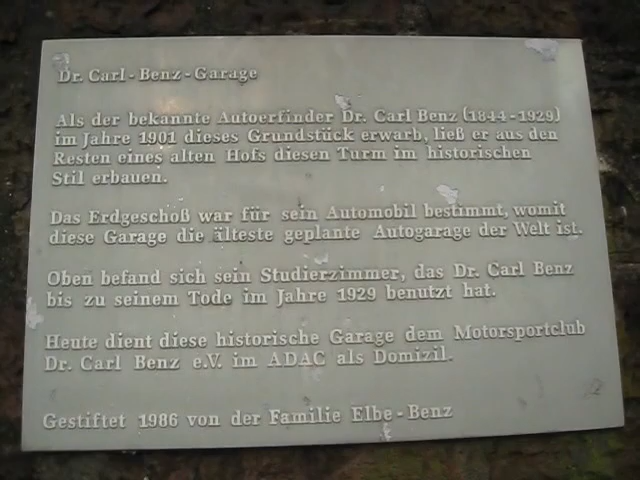 Dr. Carl-Benz-Garage
Als der bekannte Autoerfinder Dr. Carl Benz (1844-1929)
im Jahre 1901 dieses Grundstück erwarb, ließ er aus den
Resten eines alten Hofs diesen Turm im historischen
Stil erbauen.
Das Erdgeschoß war für sein Automobil bestimmt, womit
diese Garage die älteste geplante Autogarage der Welt ist.
Oben befand sich sein Studierzimmer, das Dr. Carl Benz
bis zu seinem Tode im Jahre 1929 benutzt hat.
Heute dient diese historische Garage dem Motorsportclub
Dr. Carl Benz e.V. im ADAC als Domizil.
Gestiftet 1986 von der Familie Elbe-Benz